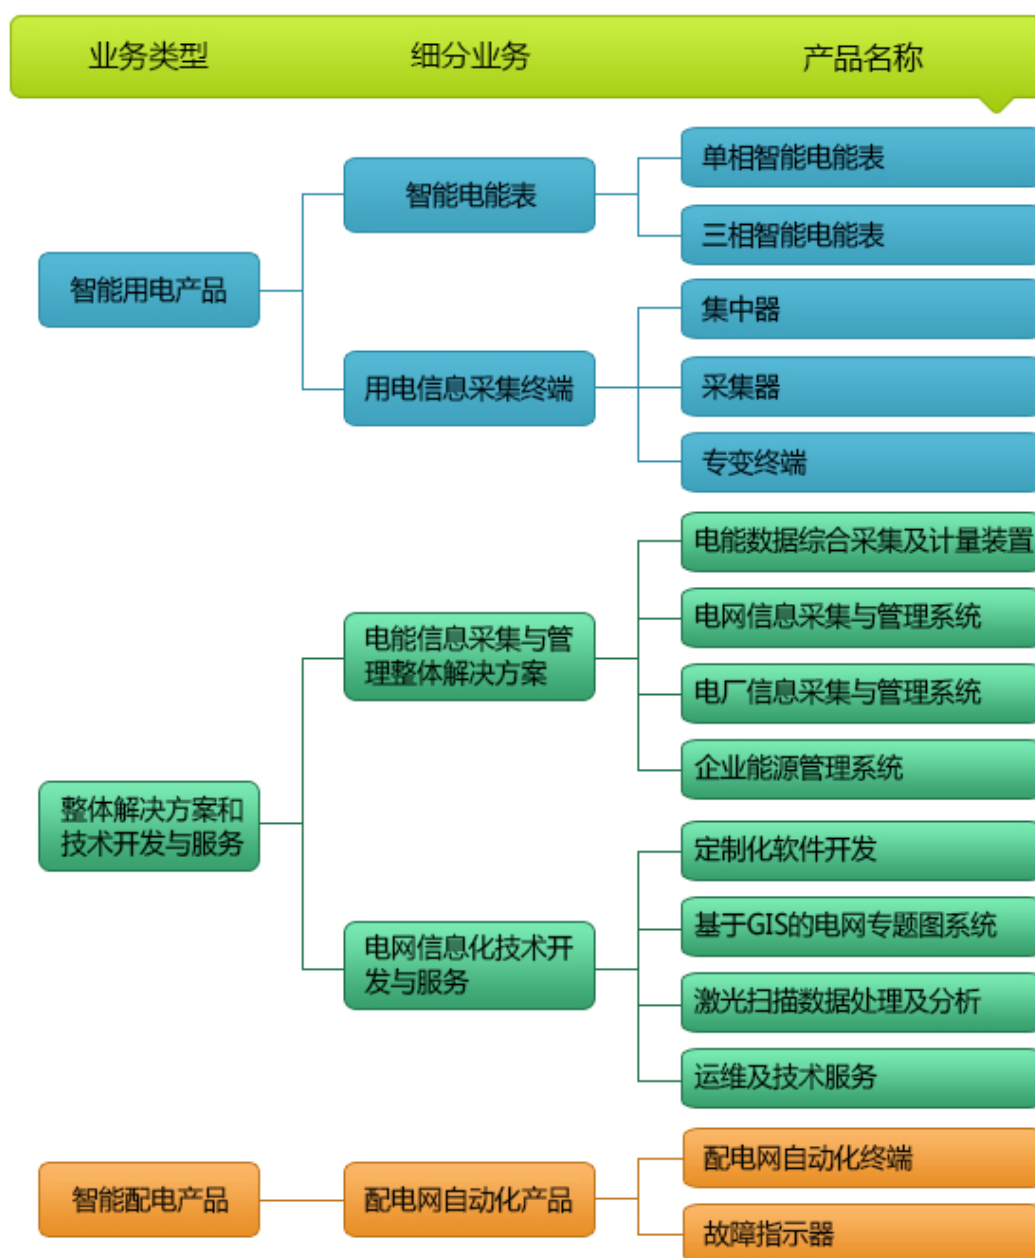 业务类型
细分业务
产品名称
智能用电产品
智能电能表
单相智能电能表
三相智能电能表
用电信息采集终端
集中器
采集器
专变终端
整体解决方案和
技术开发与服务
电能信息采集与管
理整体解决方案
电能数据综合采集及计量装置
电网信息采集与管理系统
电厂信息采集与管理系统
企业能源管理系统
电网信息化技术开
发与服务
定制化软件开发
基于GIS的电网专题图系统
激光扫描数据处理及分析
运维及技术服务
智能配电产品
配电网自动化产品
配电网自动化终端
故障指示器